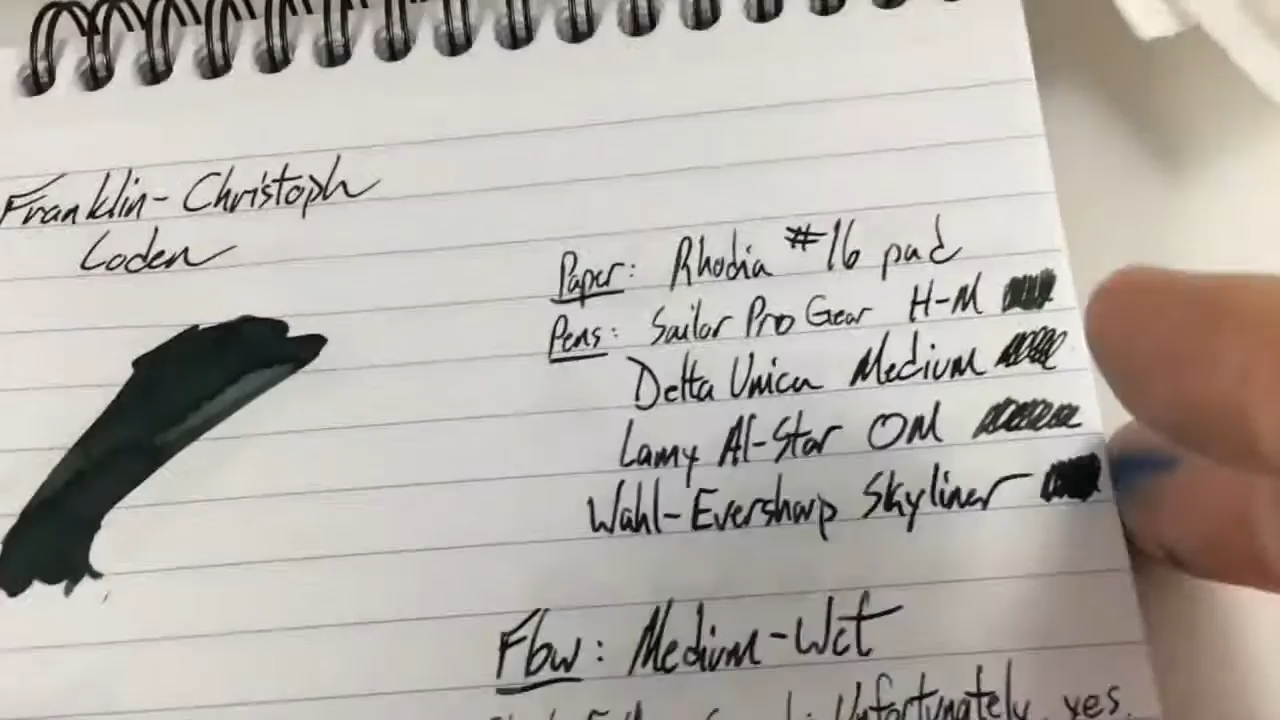 Franklin-Christoph
Loden
Paper: Rhodia #16 pad
Pens: Sailor Pro Gear H-M
Delta Unica Medium
Lamy Al-Star OM
Wahl-Eversharp Skyliner
Flow: Medium-Wet
Unfortunately, yes.